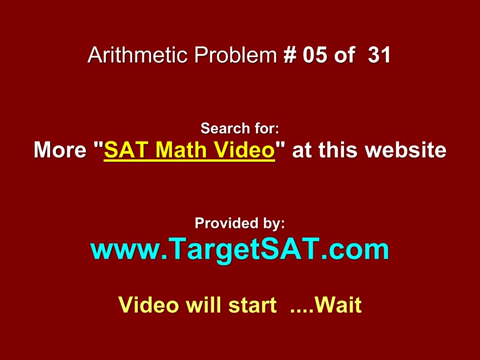 Arithmetic Problem # 05 of  31
Search for:
More "SAT Math Video" at this website
Provided by:
www.TargetSAT.com
Video will start  ....Wait